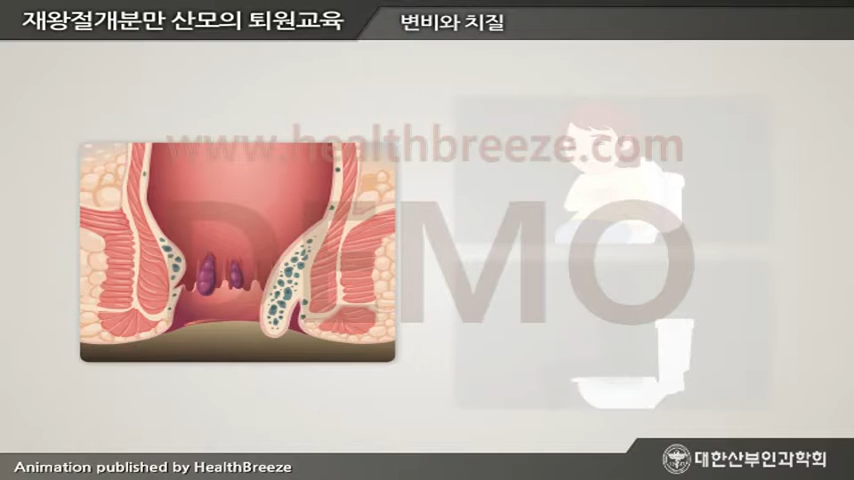 재왕절개분만 산모의 퇴원교육
변비와 치질
www.healthbreeze.com
DEMO
Animation published by HealthBreeze
대한산부인과학회